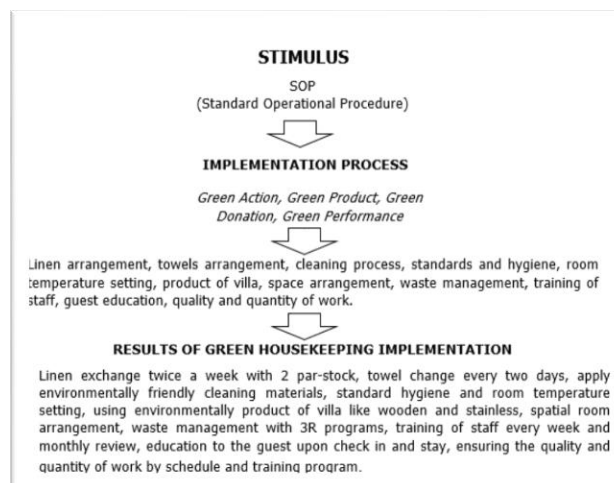 STIMULUS
SOP
(Standard Operational Procedure)
IMPLEMENTATION PROCESS
Green Action, Green Product, Green
Donation, Green Performance
Linen arrangement, towels arrangement, cleaning process, standards and hygiene, room
temperature setting, product of villa, space arrangement, waste management, training of
staff, guest education, quality and quantity of work.
RESULTS OF GREEN HOUSEKEEPING IMPLEMENTATION
Linen exchange twice a week with 2 par-stock, towel change every two days, apply
environmentally friendly cleaning materials, standard hygiene and room temperature
setting, using environmentally product of villa like wooden and stainless, spatial room
arrangement, waste management with 3R programs, training of staff every week and
monthly review, education to the guest upon check in and stay, ensuring the quality and
quantity of work by schedule and training program.